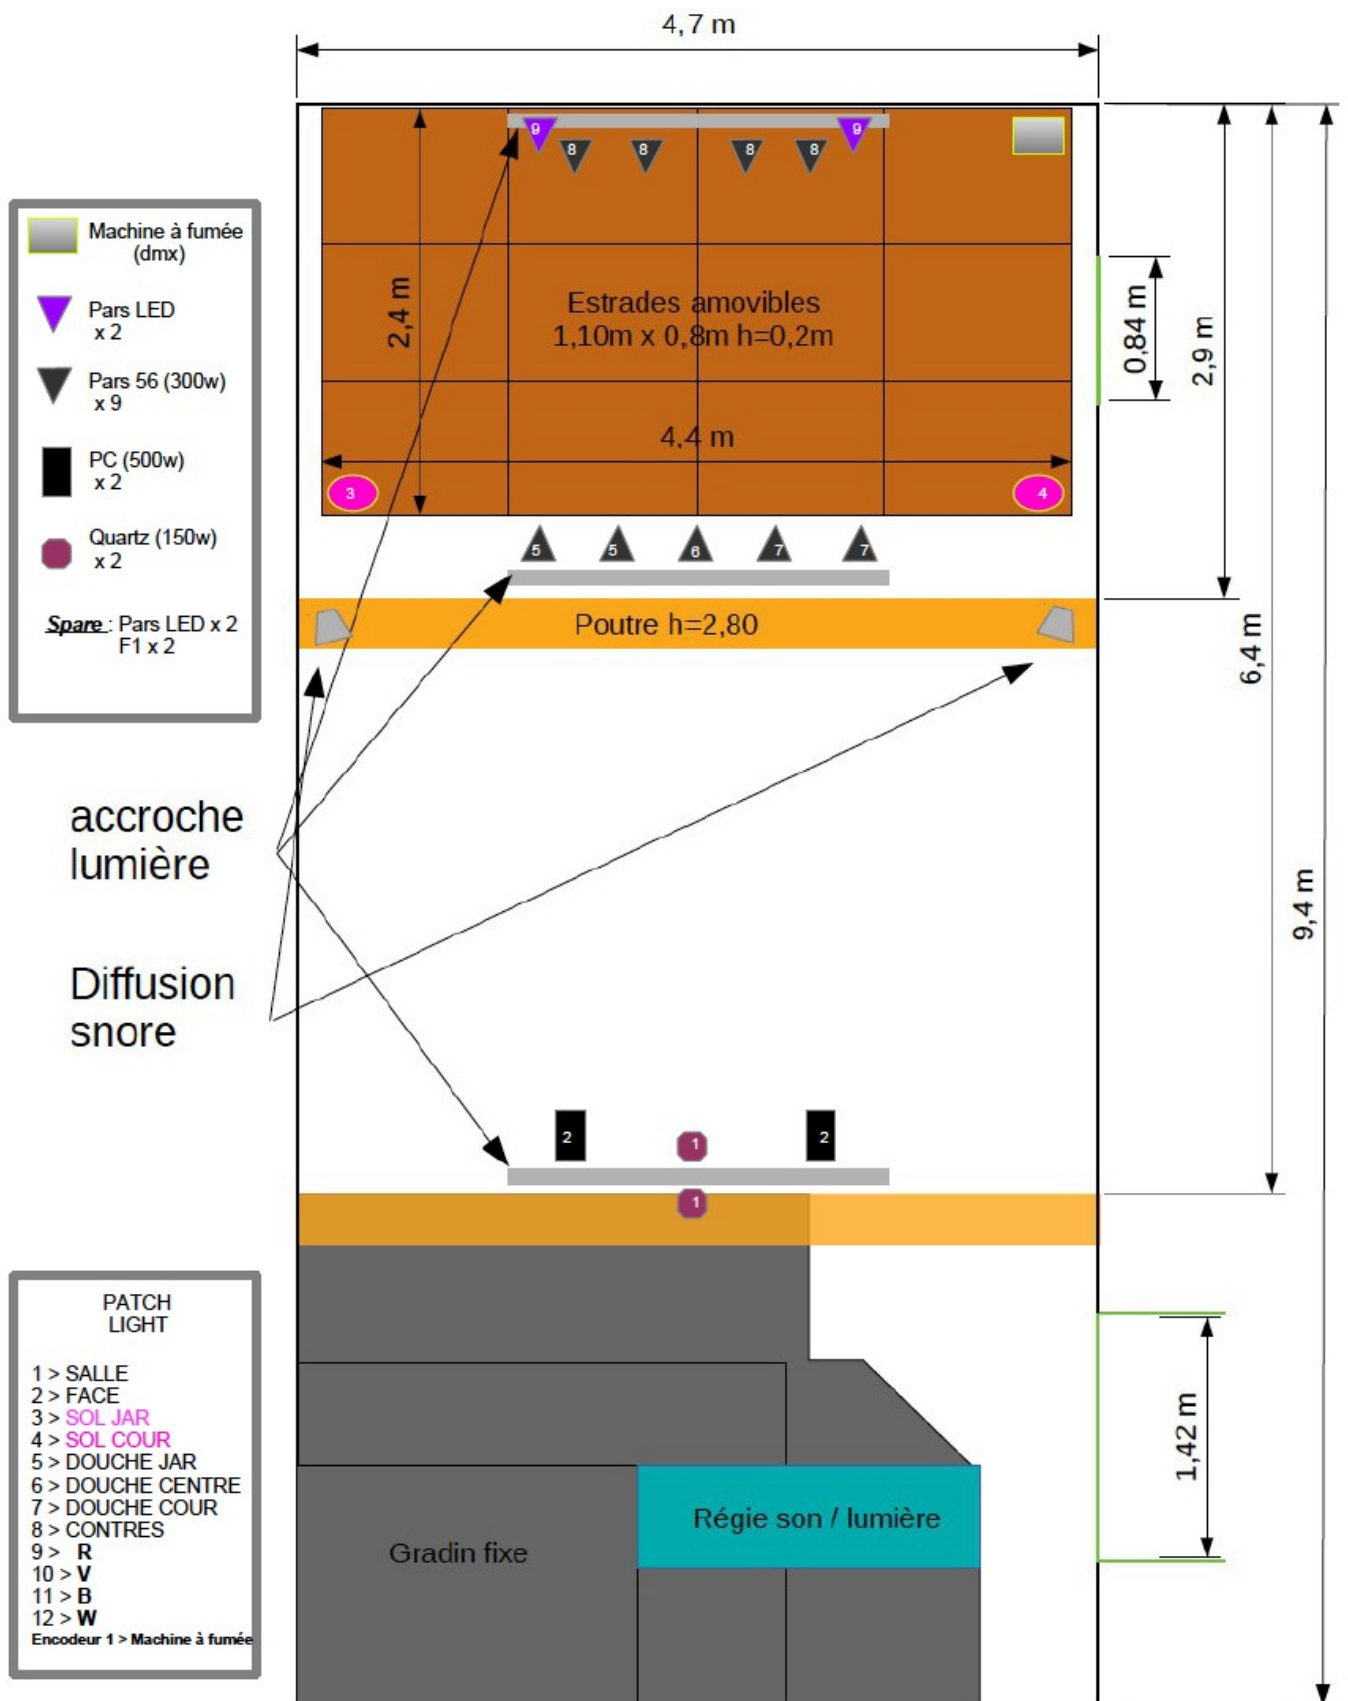 4,7 m
9
9
8
8
8
8
Machine à fumée
(dmx)
Pars LED
x 2
Pars 56 (300w)
x 9
PC (500w)
x 2
Quartz (150w)
x 2
Spare : Pars LED x 2
F1 x 2
2,4 m
Estrades amovibles
1,10m x 0,8m h=0,2m
4,4 m
3
4
0,84 m
2,9 m
6,4 m
9,4 m
5
5
6
7
7
Poutre h=2,80
accroche
lumière
Diffusion
snore
2
1
2
1
PATCH
LIGHT
1 > SALLE
2 > FACE
3 > SOL JAR
4 > SOL COUR
5 > DOUCHE JAR
6 > DOUCHE CENTRE
7 > DOUCHE COUR
8 > CONTRES
9 > R
10 > V
11 > B
12 > W
Encodeur 1 > Machine à fumée
1,42 m
Régie son / lumière
Gradin fixe